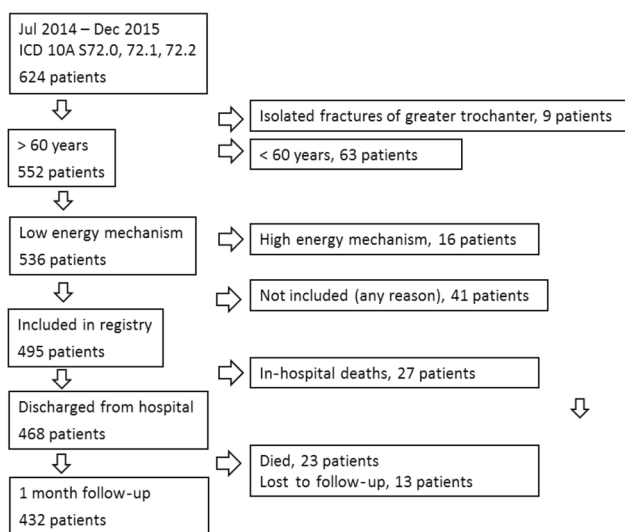 Jul 2014 – Dec 2015
ICD 10A S72.0, 72.1, 72.2
624 patients
Isolated fractures of greater trochanter, 9 patients
> 60 years
552 patients
< 60 years, 63 patients
Low energy mechanism
536 patients
High energy mechanism, 16 patients
Not included (any reason), 41 patients
Included in registry
495 patients
In-hospital deaths, 27 patients
Discharged from hospital
468 patients
Died, 23 patients
Lost to follow-up, 13 patients
1 month follow-up
432 patients